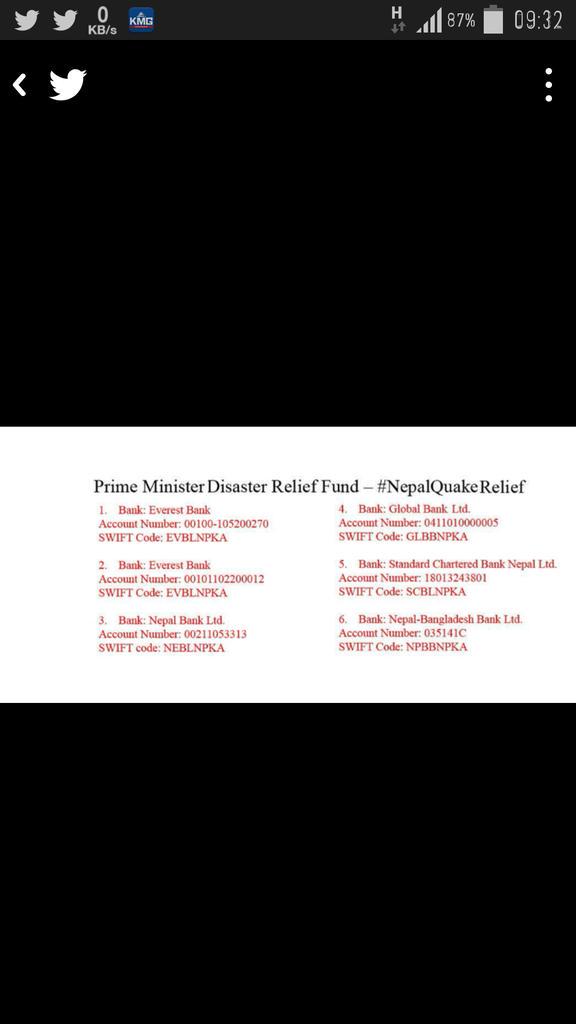 0
KB/s
KMG
H
87%
09:32
Prime Minister Disaster Relief Fund – #NepalQuakeRelief
1. Bank: Everest Bank
Account Number: 00100-105200270
SWIFT Code: EVBLNPKA
2. Bank: Everest Bank
Account Number: 00101102200012
SWIFT Code: EVBLNPKA
3. Bank: Nepal Bank Ltd.
Account Number: 00211053313
SWIFT code: NEBLNPKA
4. Bank: Global Bank Ltd.
Account Number: 0411010000005
SWIFT Code: GLBBNPKA
5. Bank: Standard Chartered Bank Nepal Ltd.
Account Number: 18013243801
SWIFT Code: SCBLNPKA
6. Bank: Nepal-Bangladesh Bank Ltd.
Account Number: 035141C
SWIFT Code: NPBBNPKA